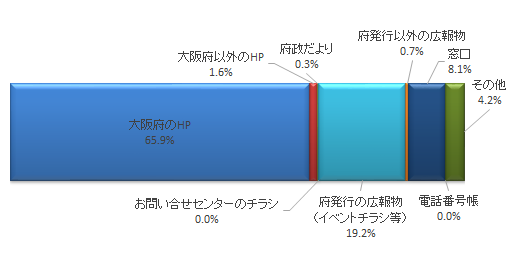 大阪府のHP
65.9%
大阪府以外のHP
1.6%
お問い合せセンターのチラシ
0.0%
府政だより
0.3%
府発行の広報物
(イベントチラシ等)
19.2%
府発行以外の広報物
0.7%
窓口
8.1%
電話番号帳
0.0%
その他
4.2%